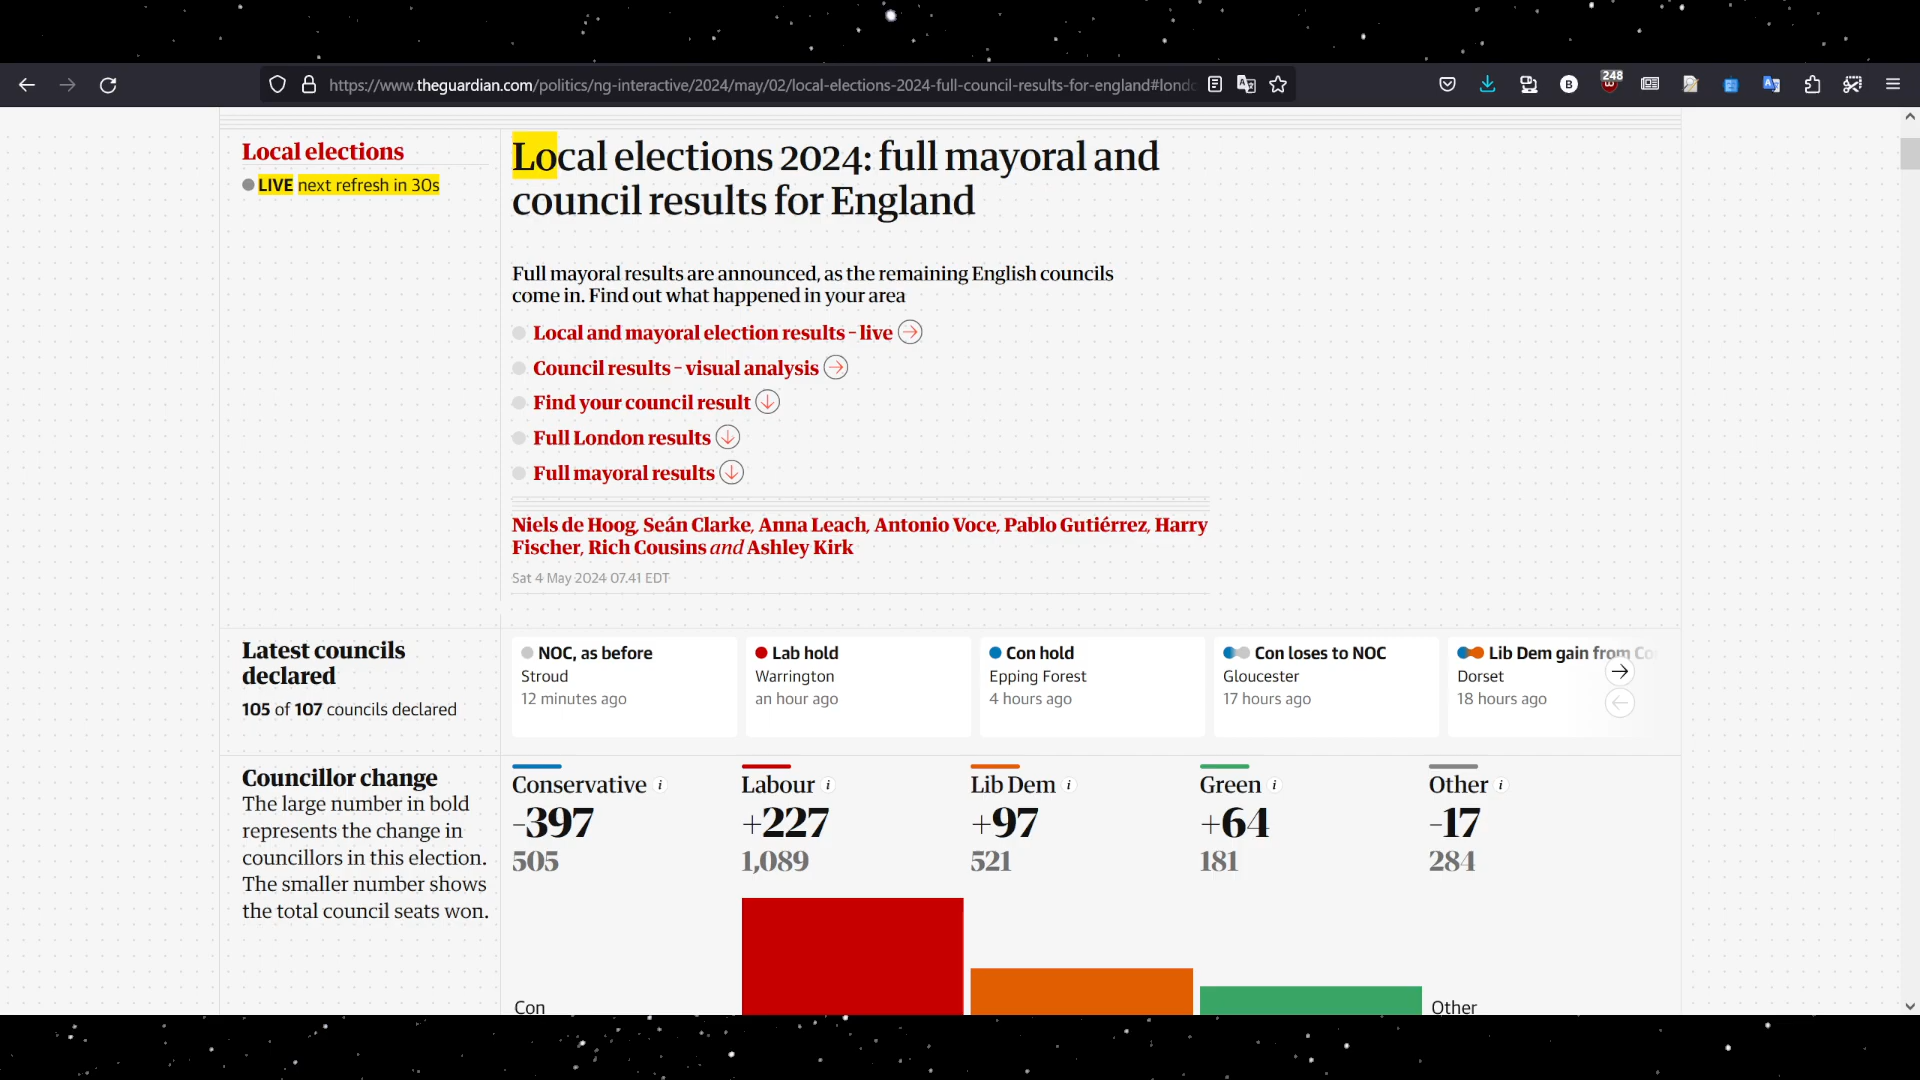 248
https://www.theguardian.com/politics/ng-interactive/2024/may/02/local-elections-2024-full-council-results-for-england#lond
Local elections
LIVE next refresh in 30s
Local elections 2024: full mayoral and
council results for England
Full mayoral results are announced, as the remaining English councils
come in. Find out what happened in your area
Local and mayoral election results – live
Council results – visual analysis
Find your council result
Full London results
Full mayoral results
Niels de Hoog, Seán Clarke, Anna Leach, Antonio Voce, Pablo Gutiérrez, Harry
Fischer, Rich Cousins and Ashley Kirk
Sat 4 May 2024 07.41 EDT
Latest councils
declared
105 of 107 councils declared
NOC, as before
Stroud
12 minutes ago
Lab hold
Warrington
an hour ago
Con hold
Epping Forest
4 hours ago
Con loses to NOC
Gloucester
17 hours ago
Lib Dem gain from Co
Dorset
18 hours ago
Councillor change
The large number in bold
represents the change in
councillors in this election.
The smaller number shows
the total council seats won.
Conservative i
-397
505
Labour i
+227
1,089
Lib Dem i
+97
521
Green i
+64
181
Other i
-17
284
Con
Other